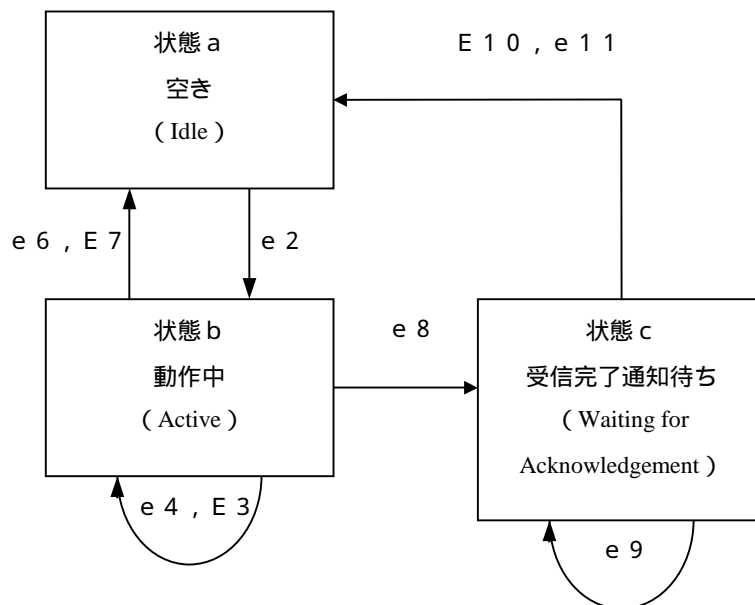 状態a
空き
(Idle)
E10,e11
e6,E7
e2
状態b
動作中
(Active)
e8
状態c
受信完了通知待ち
(Waiting for
Acknowledgement)
e4,E3
e9